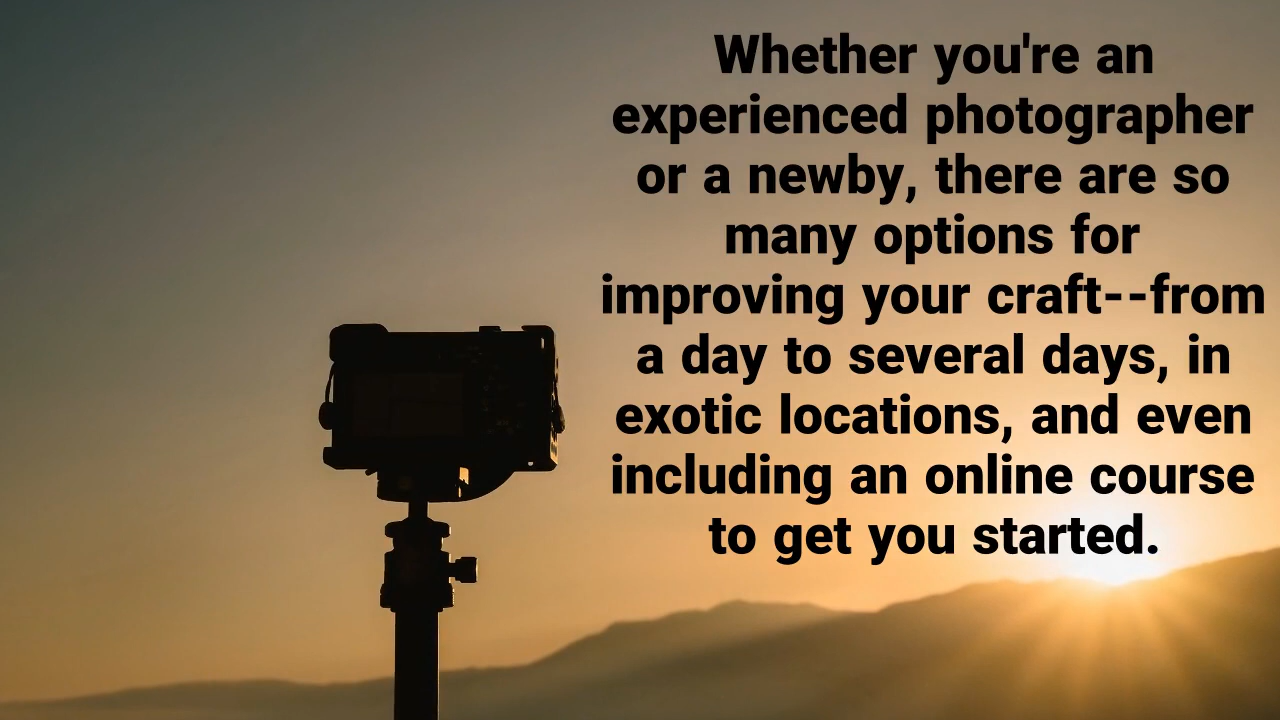 Whether you're an
experienced photographer
or a newby, there are so
many options for
improving your craft--from
a day to several days, in
exotic locations, and even
including an online course
to get you started.